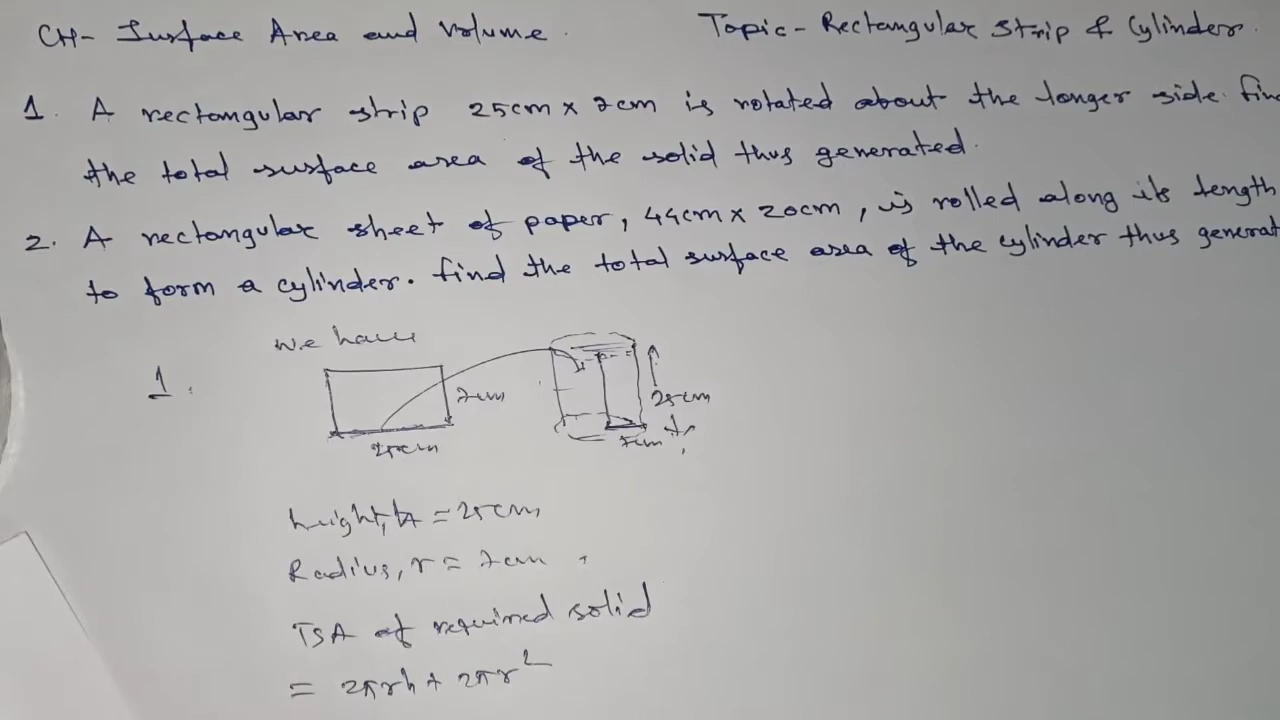 CH- Surface Area and Volume.
Topic- Rectangular Strip & Cylinder.
1. A rectangular strip 25cm x 7cm is rotated about the longer side. Find
the total surface area of the solid thus generated.
2. A rectangular sheet of paper, 44cm x 20cm, is rolled along its length
to form a cylinder. Find the total surface area of the cylinder thus generat
We have
1.
7cm
25cm
25cm
7cm
height, h = 25cm
Radius, r = 7cm
TSA of required solid
= 2πrh + 2πr²